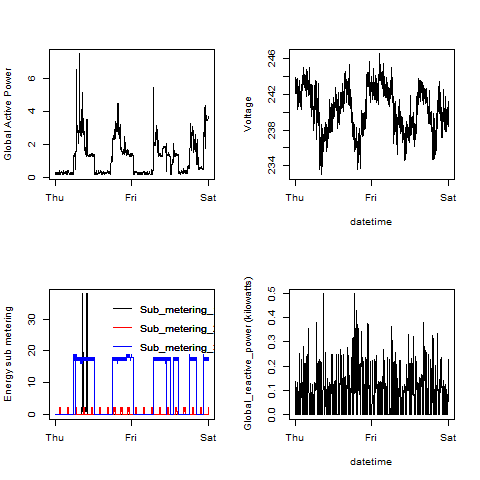 Global Active Power
6
4
2
0
Thu Fri Sat
Voltage
246
242
238
234
Thu Fri Sat
datetime
Energy sub metering
30
20
10
0
Sub_metering_
Sub_metering_
Sub_metering_
Thu Fri Sat
Global_reactive_power (kilowatts)
0.5
0.4
0.3
0.2
0.1
0.0
Thu Fri Sat
datetime